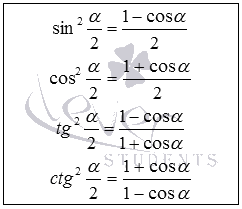 sin² α/2 = (1 − cosα)/2
cos² α/2 = (1 + cosα)/2
tg² α/2 = (1 − cosα)/(1 + cosα)
ctg² α/2 = (1 + cosα)/(1 − cosα)
STUDENTS